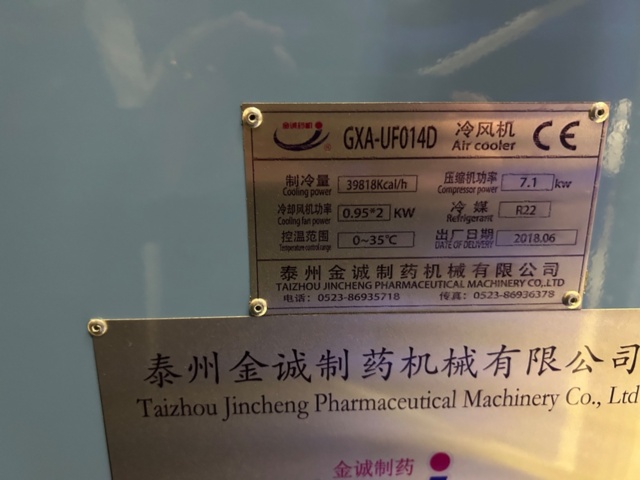 金诚药机 ® GXA-UF014D 冷风机 Air cooler CE
制冷量 Cooling power 39818Kcal/h 压缩机功率 Compressor power 7.1 kw
冷却风机功率 Cooling fan power 0.95*2 KW 冷 媒 Refrigerant R22
控温范围 Temperature control range 0~35℃ 出厂日期 DATE OF DELIVERY 2018.06
泰州金诚制药机械有限公司
TAIZHOU JINCHENG PHARMACEUTICAL MACHINERY CO.,LTD
电话：0523-86935718 传真：0523-86936378
泰州金诚制药机械有限公司
Taizhou Jincheng Pharmaceutical Machinery Co., Ltd
金诚制药